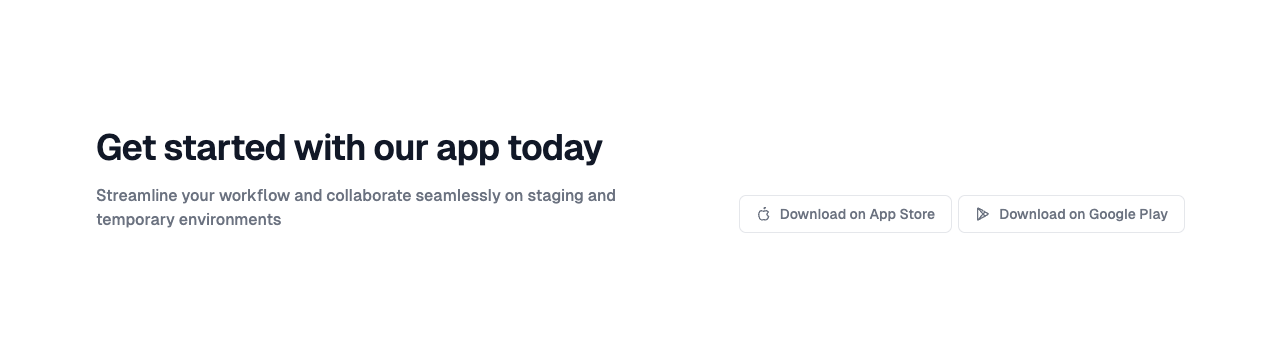 Get started with our app today
Streamline your workflow and collaborate seamlessly on staging and
temporary environments
Download on App Store
Download on Google Play